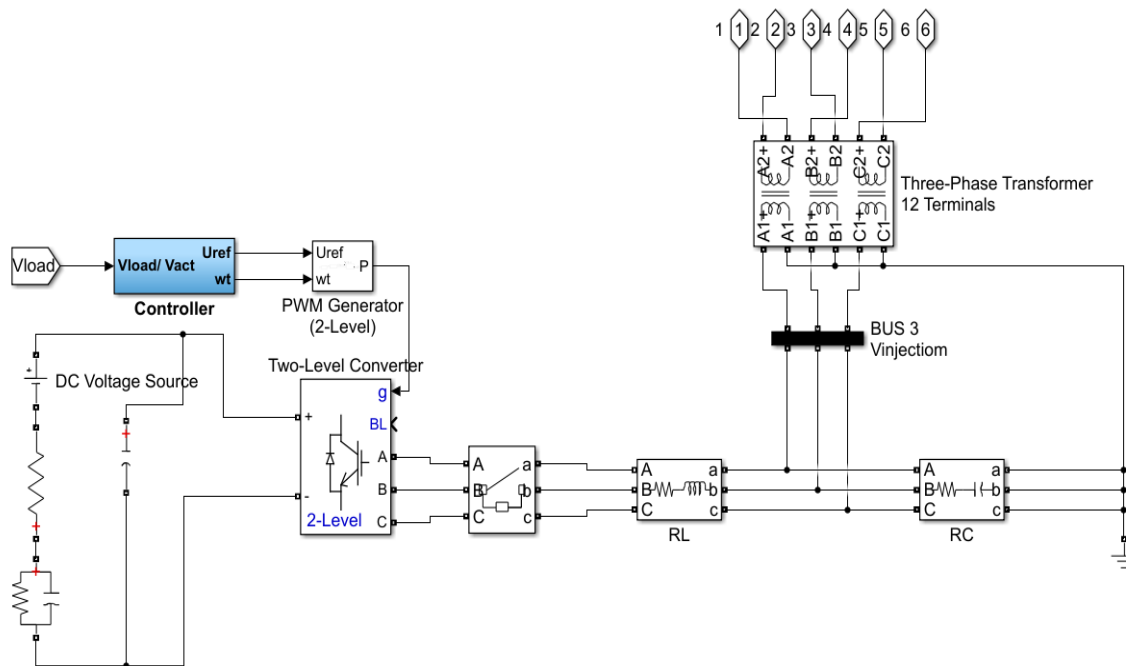 1 1 2 2 3 3 4 4 5 5 6 6
A2+ A2 B2+ B2 C2+ C2
A1+ A1 B1+ B1 C1+ C1
Three-Phase Transformer
12 Terminals
Vload
Vload/ Vact
Uref
wt
Controller
Uref
wt
P
PWM Generator
(2-Level)
BUS 3
Vinjectiom
DC Voltage Source
Two-Level Converter
g
BL
+
-
A
B
C
2-Level
A a
B b
C c
A a
B b
C c
RL
A a
B b
C c
RC